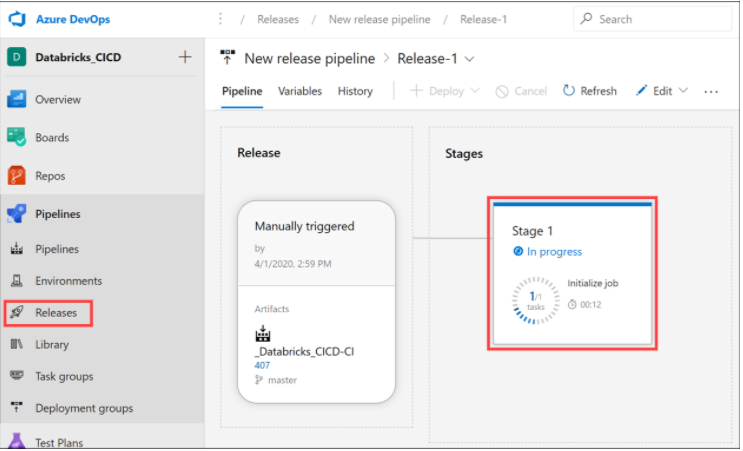 Azure DevOps
/ Releases / New release pipeline / Release-1
Search
D Databricks_CICD +
Overview
Boards
Repos
Pipelines
Pipelines
Environments
Releases
Library
Task groups
Deployment groups
Test Plans
New release pipeline > Release-1
Pipeline Variables History + Deploy Cancel Refresh Edit ...
Release
Manually triggered
by
4/1/2020, 2:59 PM
Artifacts
_Databricks_CICD-CI
407
master
Stages
Stage 1
In progress
1/1
tasks
Initialize job
00:12